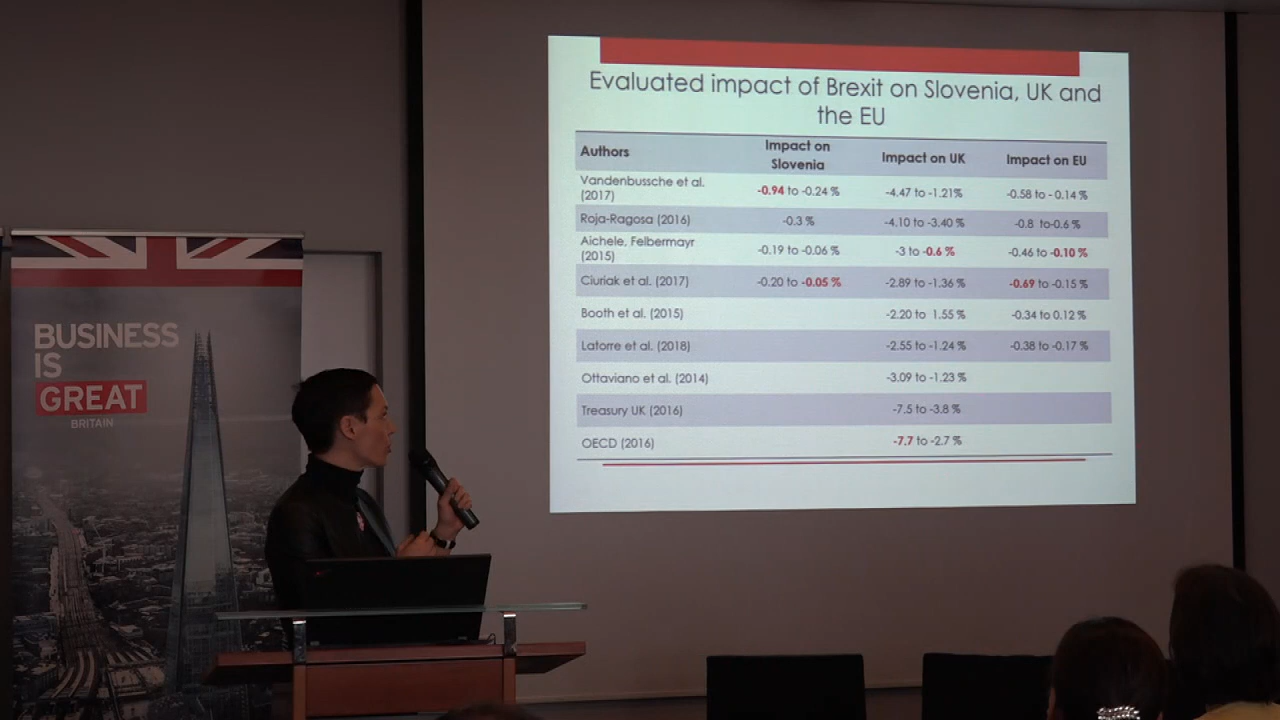 BUSINESS
IS
GREAT
BRITAIN
Evaluated impact of Brexit on Slovenia, UK and
the EU
Authors Impact on Slovenia Impact on UK Impact on EU
Vandenbussche et al. (2017) -0.94 to -0.24 % -4.47 to -1.21% -0.58 to - 0.14 %
Roja-Ragosa (2016) -0.3 % -4.10 to -3.40 % -0.8 to-0.6 %
Aichele, Felbermayr (2015) -0.19 to -0.06 % -3 to -0.6 % -0.46 to -0.10 %
Ciuriak et al. (2017) -0.20 to -0.05 % -2.89 to -1.36 % -0.69 to -0.15 %
Booth et al. (2015) -2.20 to 1.55 % -0.34 to 0.12 %
Latorre et al. (2018) -2.55 to -1.24 % -0.38 to -0.17 %
Ottaviano et al. (2014) -3.09 to -1.23 %
Treasury UK (2016) -7.5 to -3.8 %
OECD (2016) -7.7 to -2.7 %